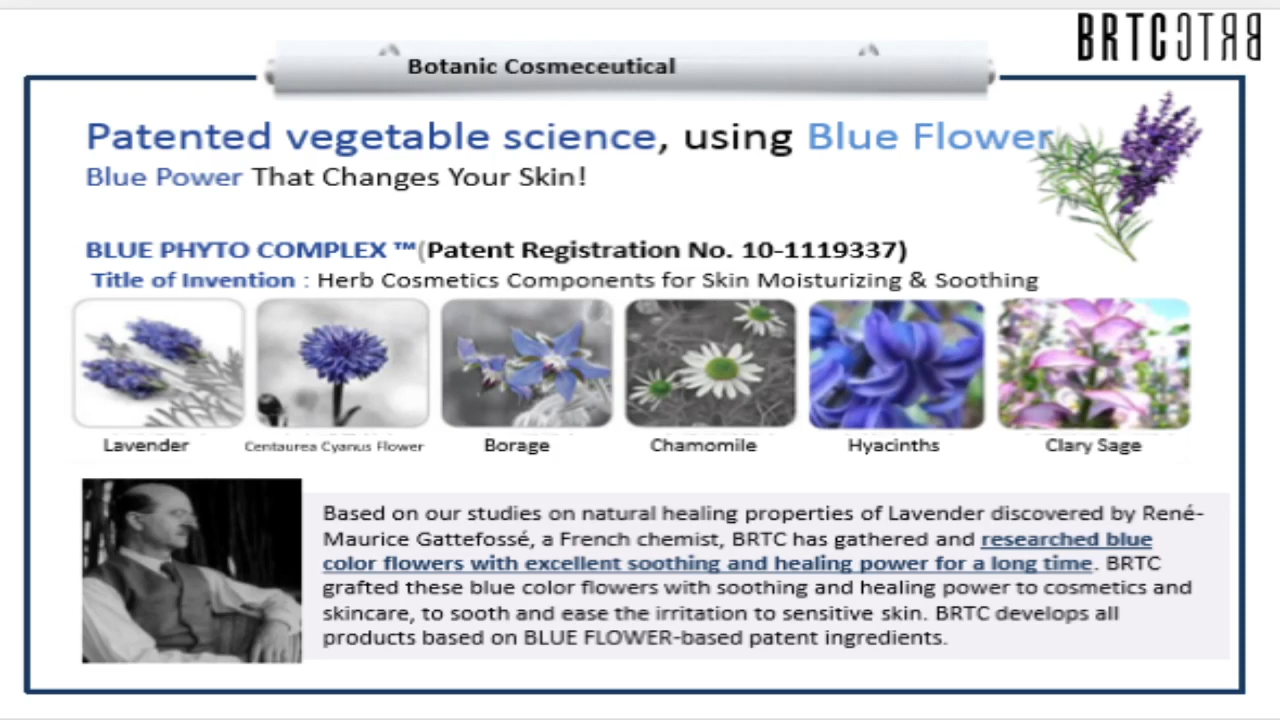 BRTC BRTC
Botanic Cosmeceutical
Patented vegetable science, using Blue Flower
Blue Power That Changes Your Skin!
BLUE PHYTO COMPLEX ™(Patent Registration No. 10-1119337)
Title of Invention : Herb Cosmetics Components for Skin Moisturizing & Soothing
Lavender Centaurea Cyanus Flower Borage Chamomile Hyacinths Clary Sage
Based on our studies on natural healing properties of Lavender discovered by René-
Maurice Gattefossé, a French chemist, BRTC has gathered and researched blue
color flowers with excellent soothing and healing power for a long time. BRTC
grafted these blue color flowers with soothing and healing power to cosmetics and
skincare, to sooth and ease the irritation to sensitive skin. BRTC develops all
products based on BLUE FLOWER-based patent ingredients.